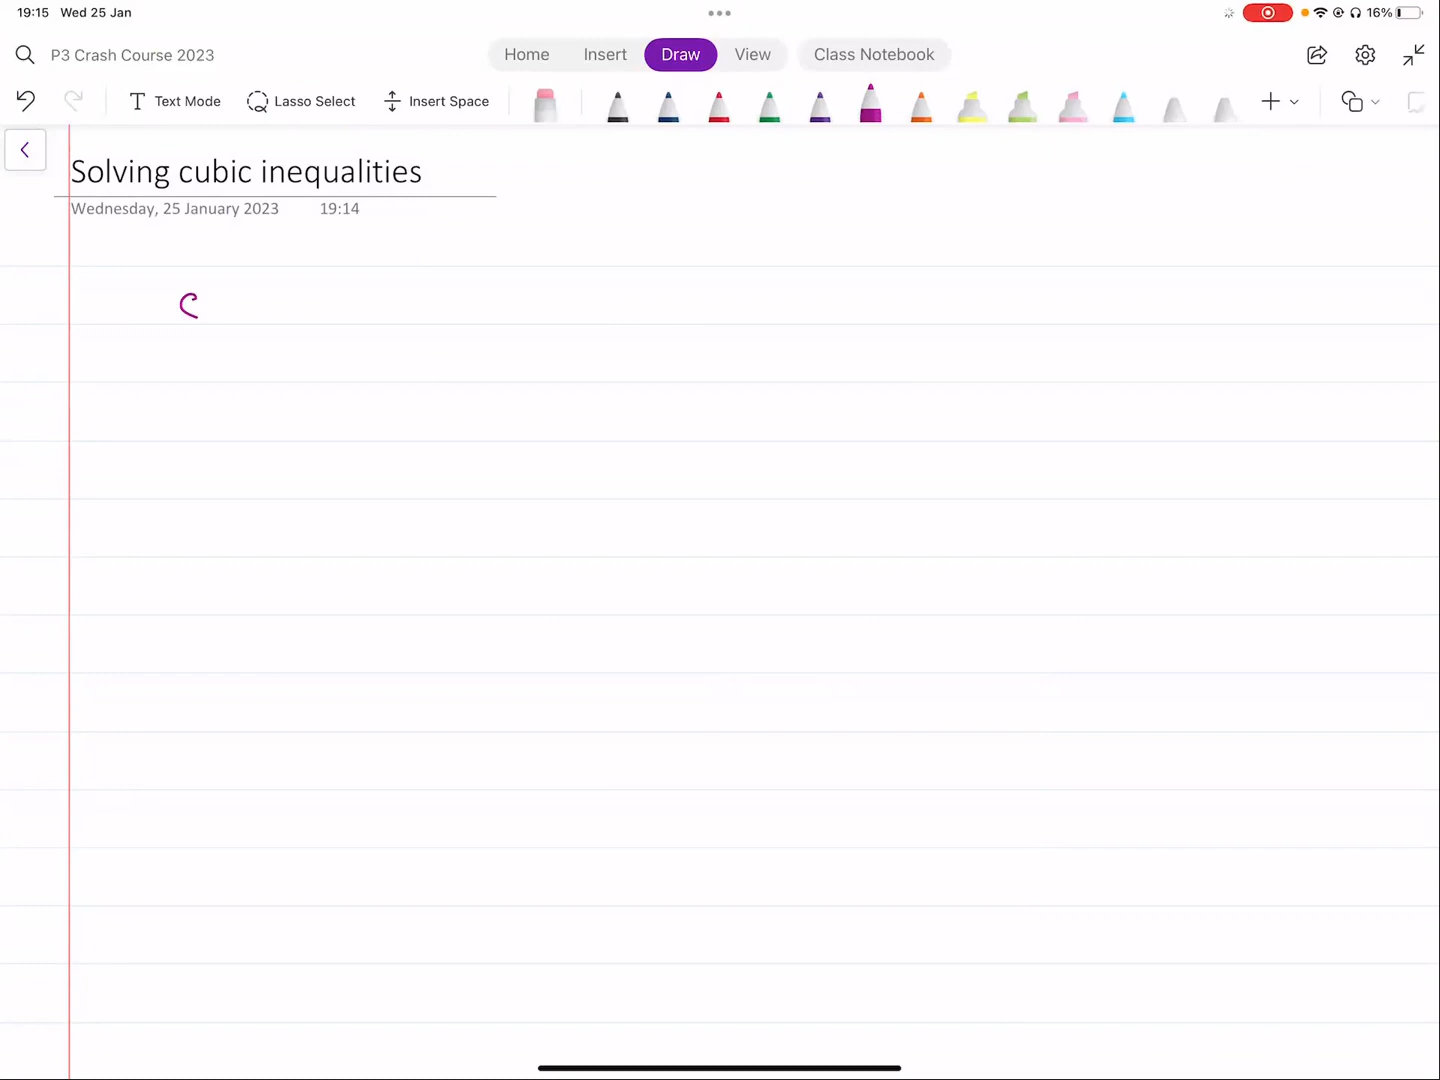 19:15 Wed 25 Jan 16%
P3 Crash Course 2023 Home Insert Draw View Class Notebook
Text Mode Lasso Select Insert Space
Solving cubic inequalities
Wednesday, 25 January 2023 19:14
C